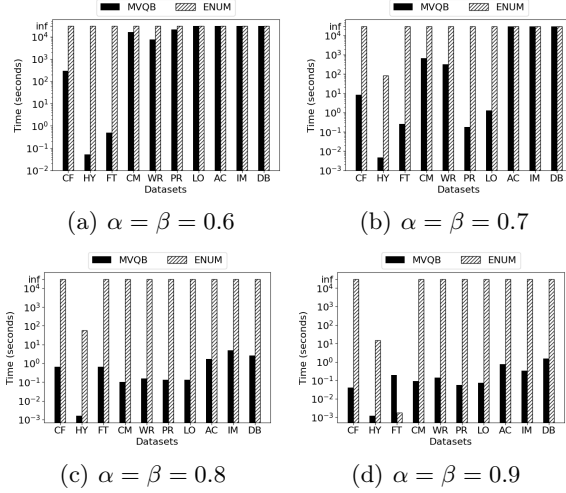 MVQB ENUM
inf
10^4
10^3
10^2
10^1
10^0
10^-1
10^-2
Time (seconds)
CF HY FT CM WR PR LO AC IM DB
Datasets
(a) α = β = 0.6
MVQB ENUM
inf
10^4
10^3
10^2
10^1
10^0
10^-1
10^-2
10^-3
Time (seconds)
CF HY FT CM WR PR LO AC IM DB
Datasets
(b) α = β = 0.7
MVQB ENUM
inf
10^4
10^3
10^2
10^1
10^0
10^-1
10^-2
10^-3
Time (seconds)
CF HY FT CM WR PR LO AC IM DB
Datasets
(c) α = β = 0.8
MVQB ENUM
inf
10^4
10^3
10^2
10^1
10^0
10^-1
10^-2
10^-3
Time (seconds)
CF HY FT CM WR PR LO AC IM DB
Datasets
(d) α = β = 0.9